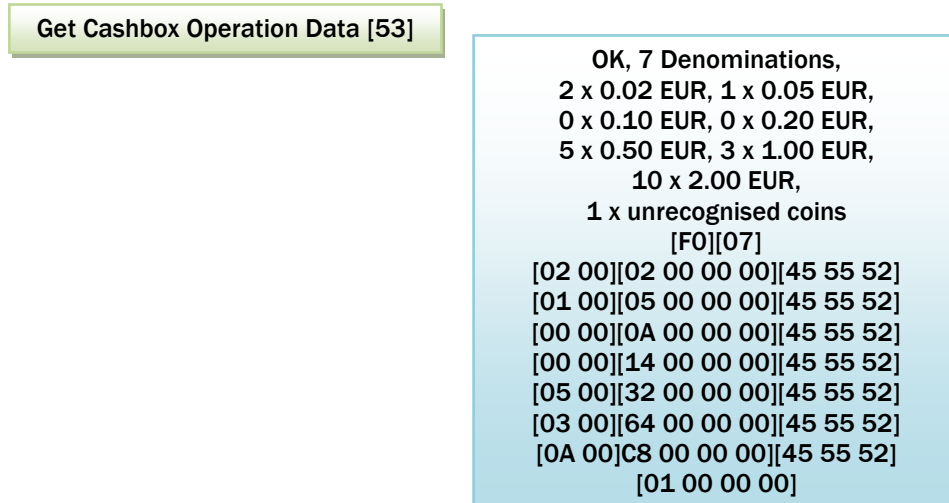 Get Cashbox Operation Data [53]
OK, 7 Denominations,
2 x 0.02 EUR, 1 x 0.05 EUR,
0 x 0.10 EUR, 0 x 0.20 EUR,
5 x 0.50 EUR, 3 x 1.00 EUR,
10 x 2.00 EUR,
1 x unrecognised coins
[F0][07]
[02 00][02 00 00 00][45 55 52]
[01 00][05 00 00 00][45 55 52]
[00 00][0A 00 00 00][45 55 52]
[00 00][14 00 00 00][45 55 52]
[05 00][32 00 00 00][45 55 52]
[03 00][64 00 00 00][45 55 52]
[0A 00]C8 00 00 00][45 55 52]
[01 00 00 00]